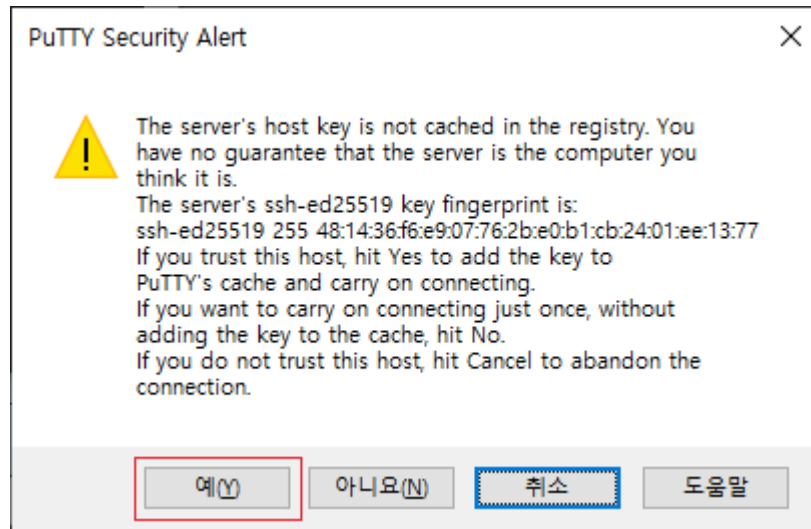 PuTTY Security Alert
The server's host key is not cached in the registry. You
have no guarantee that the server is the computer you
think it is.
The server's ssh-ed25519 key fingerprint is:
ssh-ed25519 255 48:14:36:f6:e9:07:76:2b:e0:b1:cb:24:01:ee:13:77
If you trust this host, hit Yes to add the key to
PuTTY's cache and carry on connecting.
If you want to carry on connecting just once, without
adding the key to the cache, hit No.
If you do not trust this host, hit Cancel to abandon the
connection.
예(Y) 아니요(N) 취소 도움말